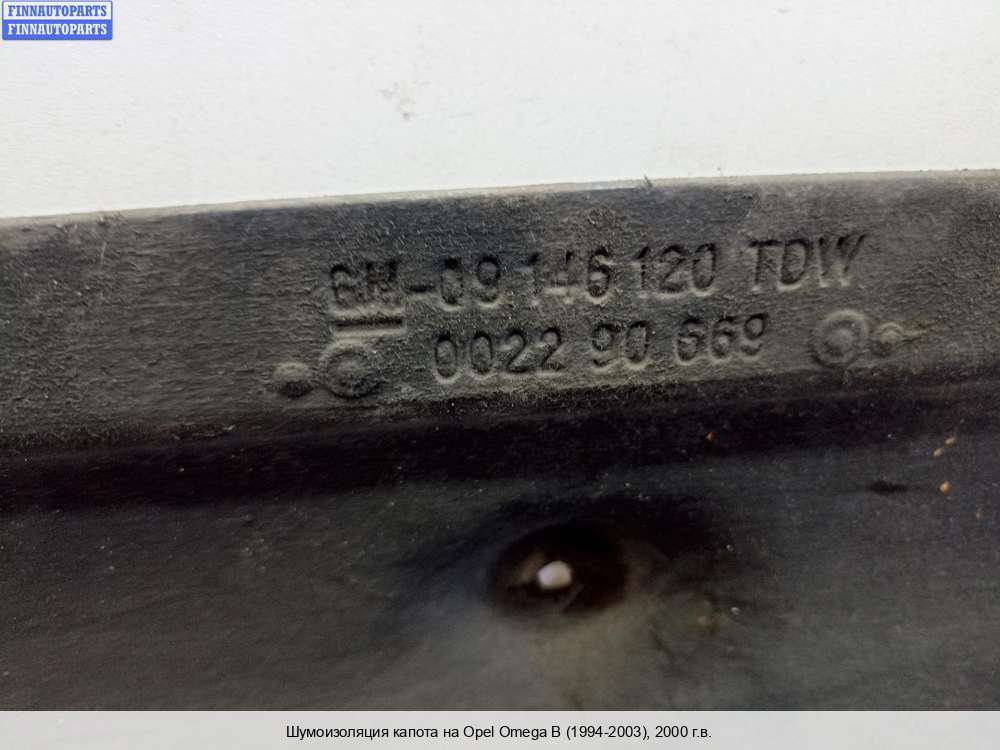 FINNAUTOPARTS
FINNAUTOPARTS
GM-09 146 120 TDW
0022 90 669
Шумоизоляция капота на Opel Omega B (1994-2003), 2000 г.в.